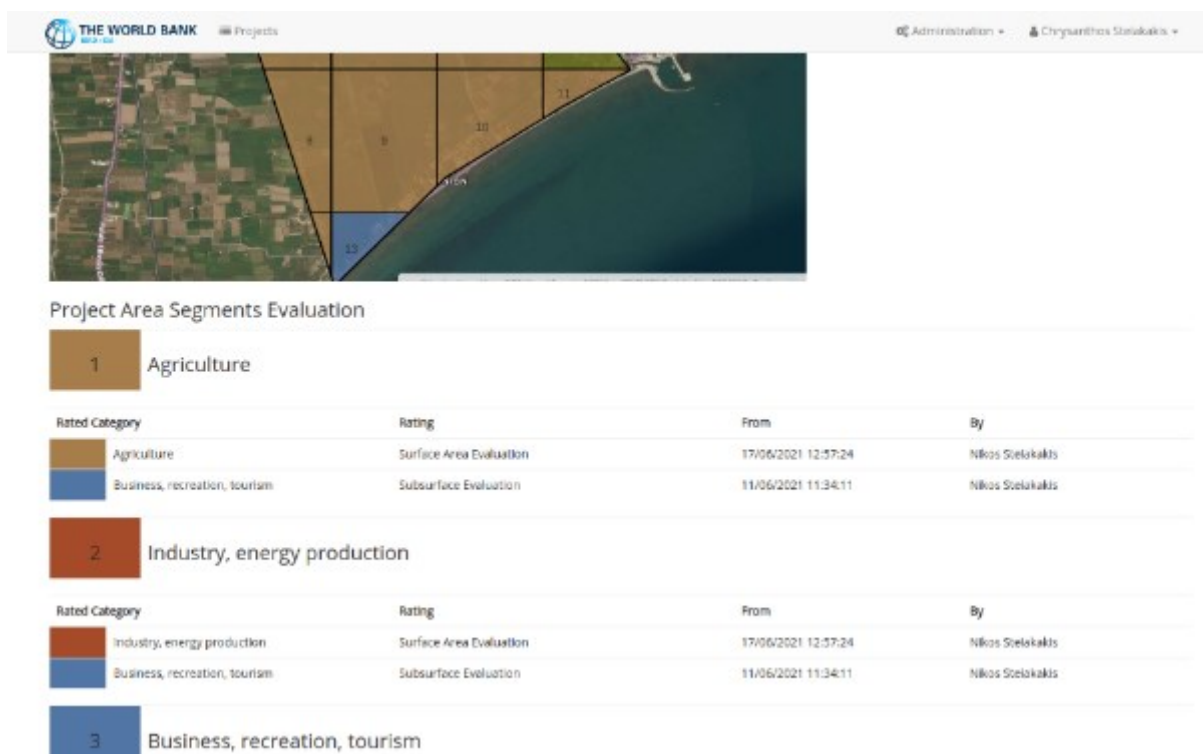 THE WORLD BANK
IBRD • IDA
Projects
Administration
Chrysanthos Steiakakis
11
10
8
9
13
Project Area Segments Evaluation
1 Agriculture
Rated Category Rating From By
Agriculture Surface Area Evaluation 17/06/2021 12:57:24 Nikos Steiakakis
Business, recreation, tourism Subsurface Evaluation 11/06/2021 11:34:11 Nikos Steiakakis
2 Industry, energy production
Rated Category Rating From By
Industry, energy production Surface Area Evaluation 17/06/2021 12:57:24 Nikos Steiakakis
Business, recreation, tourism Subsurface Evaluation 11/06/2021 11:34:11 Nikos Steiakakis
3 Business, recreation, tourism